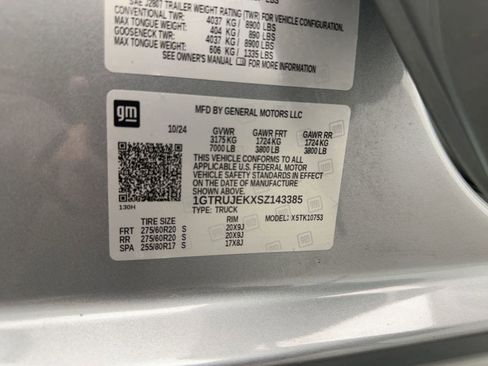 SAE J2807 TRAILER WEIGHT RATING (TWR) FOR VEHICLE CONFIGURATION.
CONVENTIONAL TWR: 4037 KG / 8900 LBS
MAX TONGUE WT: 404 KG / 890 LBS
GOOSENECK TWR: 4037 KG / 8900 LBS
MAX TONGUE WT: 606 KG / 1335 LBS
SEE OWNER'S MANUAL FOR MORE INFORMATION
gm
MFD BY GENERAL MOTORS LLC
10/24 GVWR GAWR FRT GAWR RR
3175 KG 1724 KG 1724 KG
7000 LB 3800 LB 3800 LB
THIS VEHICLE CONFORMS TO ALL
APPLICABLE U.S. FEDERAL MOTOR
VEHICLE SAFETY STANDARDS IN
EFFECT ON THE DATE OF
MANUFACTURE SHOWN ABOVE.
1GTRUJEKXSZ143385
130H
TYPE: TRUCK MODEL: X5TK10753
TIRE SIZE RIM
FRT 275/60R20 S 20X9J
RR 275/60R20 S 20X9J
SPA 255/80R17 S 17X8J